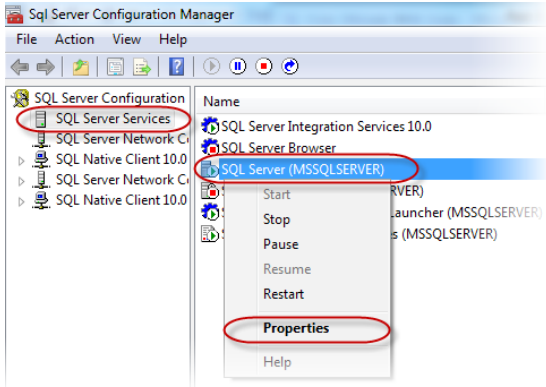 Sql Server Configuration Manager
File Action View Help
SQL Server Configuration
SQL Server Services
SQL Server Network C
SQL Native Client 10.0
SQL Server Network C
SQL Native Client 10.0
Name
SQL Server Integration Services 10.0
SQL Server Browser
SQL Server (MSSQLSERVER)
RVER)
Launcher (MSSQLSERVER)
s (MSSQLSERVER)
Start
Stop
Pause
Resume
Restart
Properties
Help